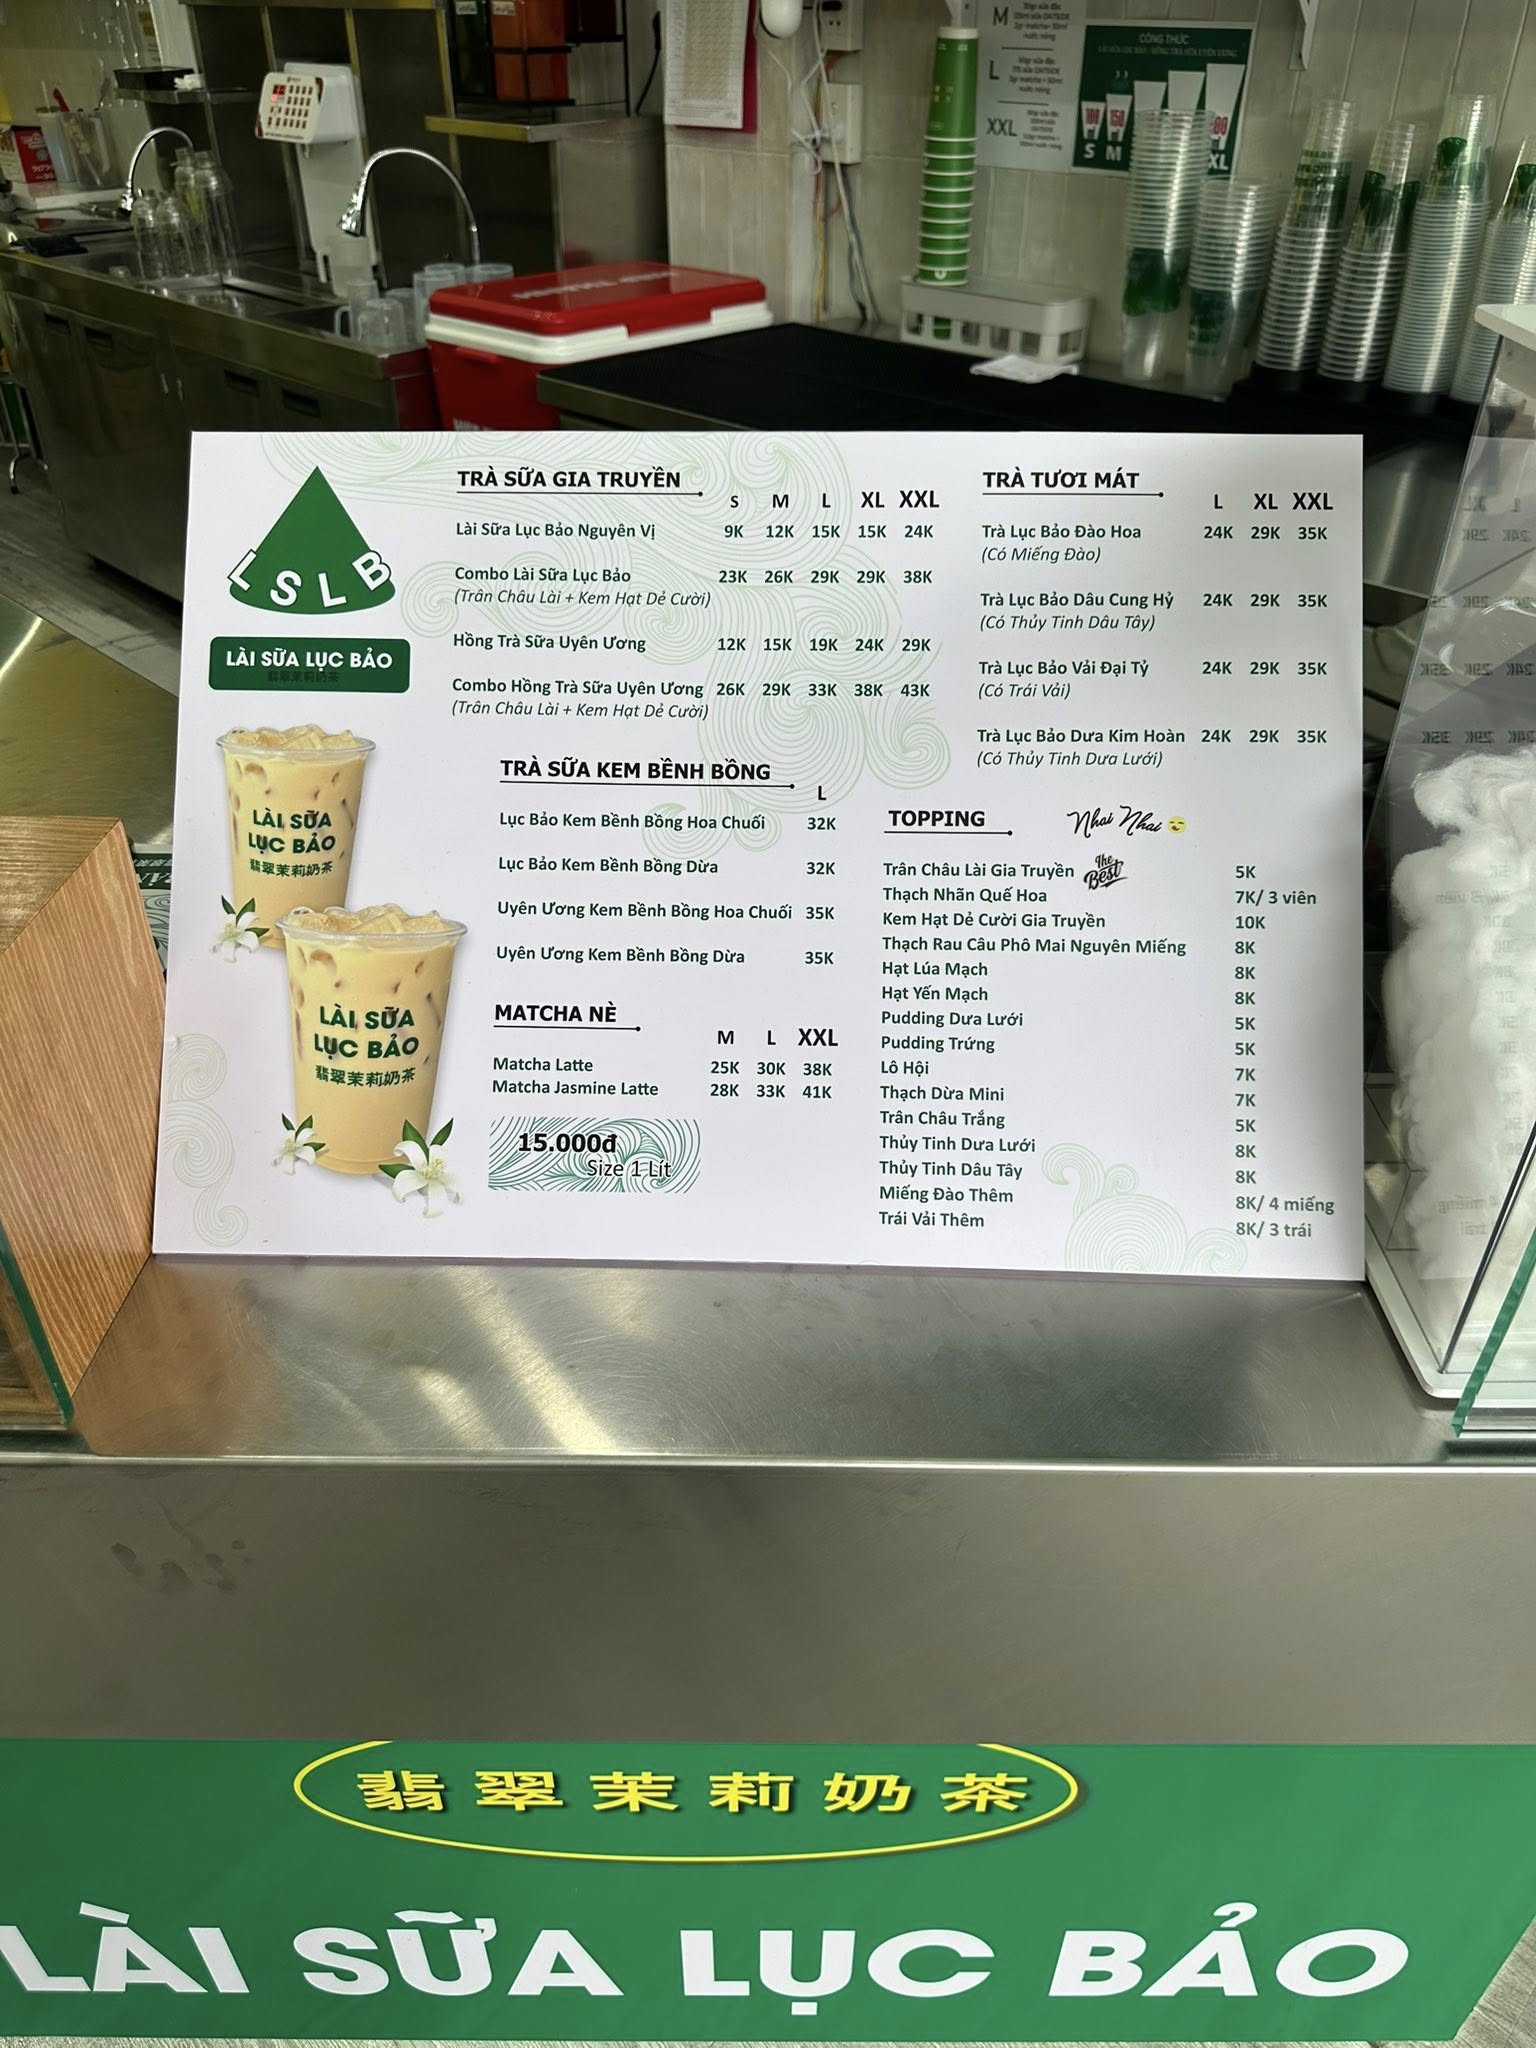 M
L
XXL
CÔNG THỨC
S M XL
LSLB
LÀI SỮA LỤC BẢO
翡翠茉莉奶茶
LÀI SỮA
LỤC BẢO
翡翠茉莉奶茶
LÀI SỮA
LỤC BẢO
翡翠茉莉奶茶
TRÀ SỮA GIA TRUYỀN
S M L XL XXL
Lài Sữa Lục Bảo Nguyên Vị 9K 12K 15K 15K 24K
Combo Lài Sữa Lục Bảo 23K 26K 29K 29K 38K
(Trân Châu Lài + Kem Hạt Dẻ Cười)
Hồng Trà Sữa Uyên Ương 12K 15K 19K 24K 29K
Combo Hồng Trà Sữa Uyên Ương 26K 29K 33K 38K 43K
(Trân Châu Lài + Kem Hạt Dẻ Cười)
TRÀ SỮA KEM BỀNH BỒNG
L
Lục Bảo Kem Bềnh Bồng Hoa Chuối 32K
Lục Bảo Kem Bềnh Bồng Dừa 32K
Uyên Ương Kem Bềnh Bồng Hoa Chuối 35K
Uyên Ương Kem Bềnh Bồng Dừa 35K
MATCHA NÈ
M L XXL
Matcha Latte 25K 30K 38K
Matcha Jasmine Latte 28K 33K 41K
15.000đ
Size 1 Lít
TRÀ TƯƠI MÁT
L XL XXL
Trà Lục Bảo Đào Hoa 24K 29K 35K
(Có Miếng Đào)
Trà Lục Bảo Dâu Cung Hỷ 24K 29K 35K
(Có Thủy Tinh Dâu Tây)
Trà Lục Bảo Vải Đại Tỷ 24K 29K 35K
(Có Trái Vải)
Trà Lục Bảo Dưa Kim Hoàn 24K 29K 35K
(Có Thủy Tinh Dưa Lưới)
TOPPING Nhai Nhai
Trân Châu Lài Gia Truyền The Best 5K
Thạch Nhãn Quế Hoa 7K/ 3 viên
Kem Hạt Dẻ Cười Gia Truyền 10K
Thạch Rau Câu Phô Mai Nguyên Miếng 8K
Hạt Lúa Mạch 8K
Hạt Yến Mạch 8K
Pudding Dưa Lưới 5K
Pudding Trứng 5K
Lô Hội 7K
Thạch Dừa Mini 7K
Trân Châu Trắng 5K
Thủy Tinh Dưa Lưới 8K
Thủy Tinh Dâu Tây 8K
Miếng Đào Thêm 8K/ 4 miếng
Trái Vải Thêm 8K/ 3 trái
翡翠茉莉奶茶
LÀI SỮA LỤC BẢO